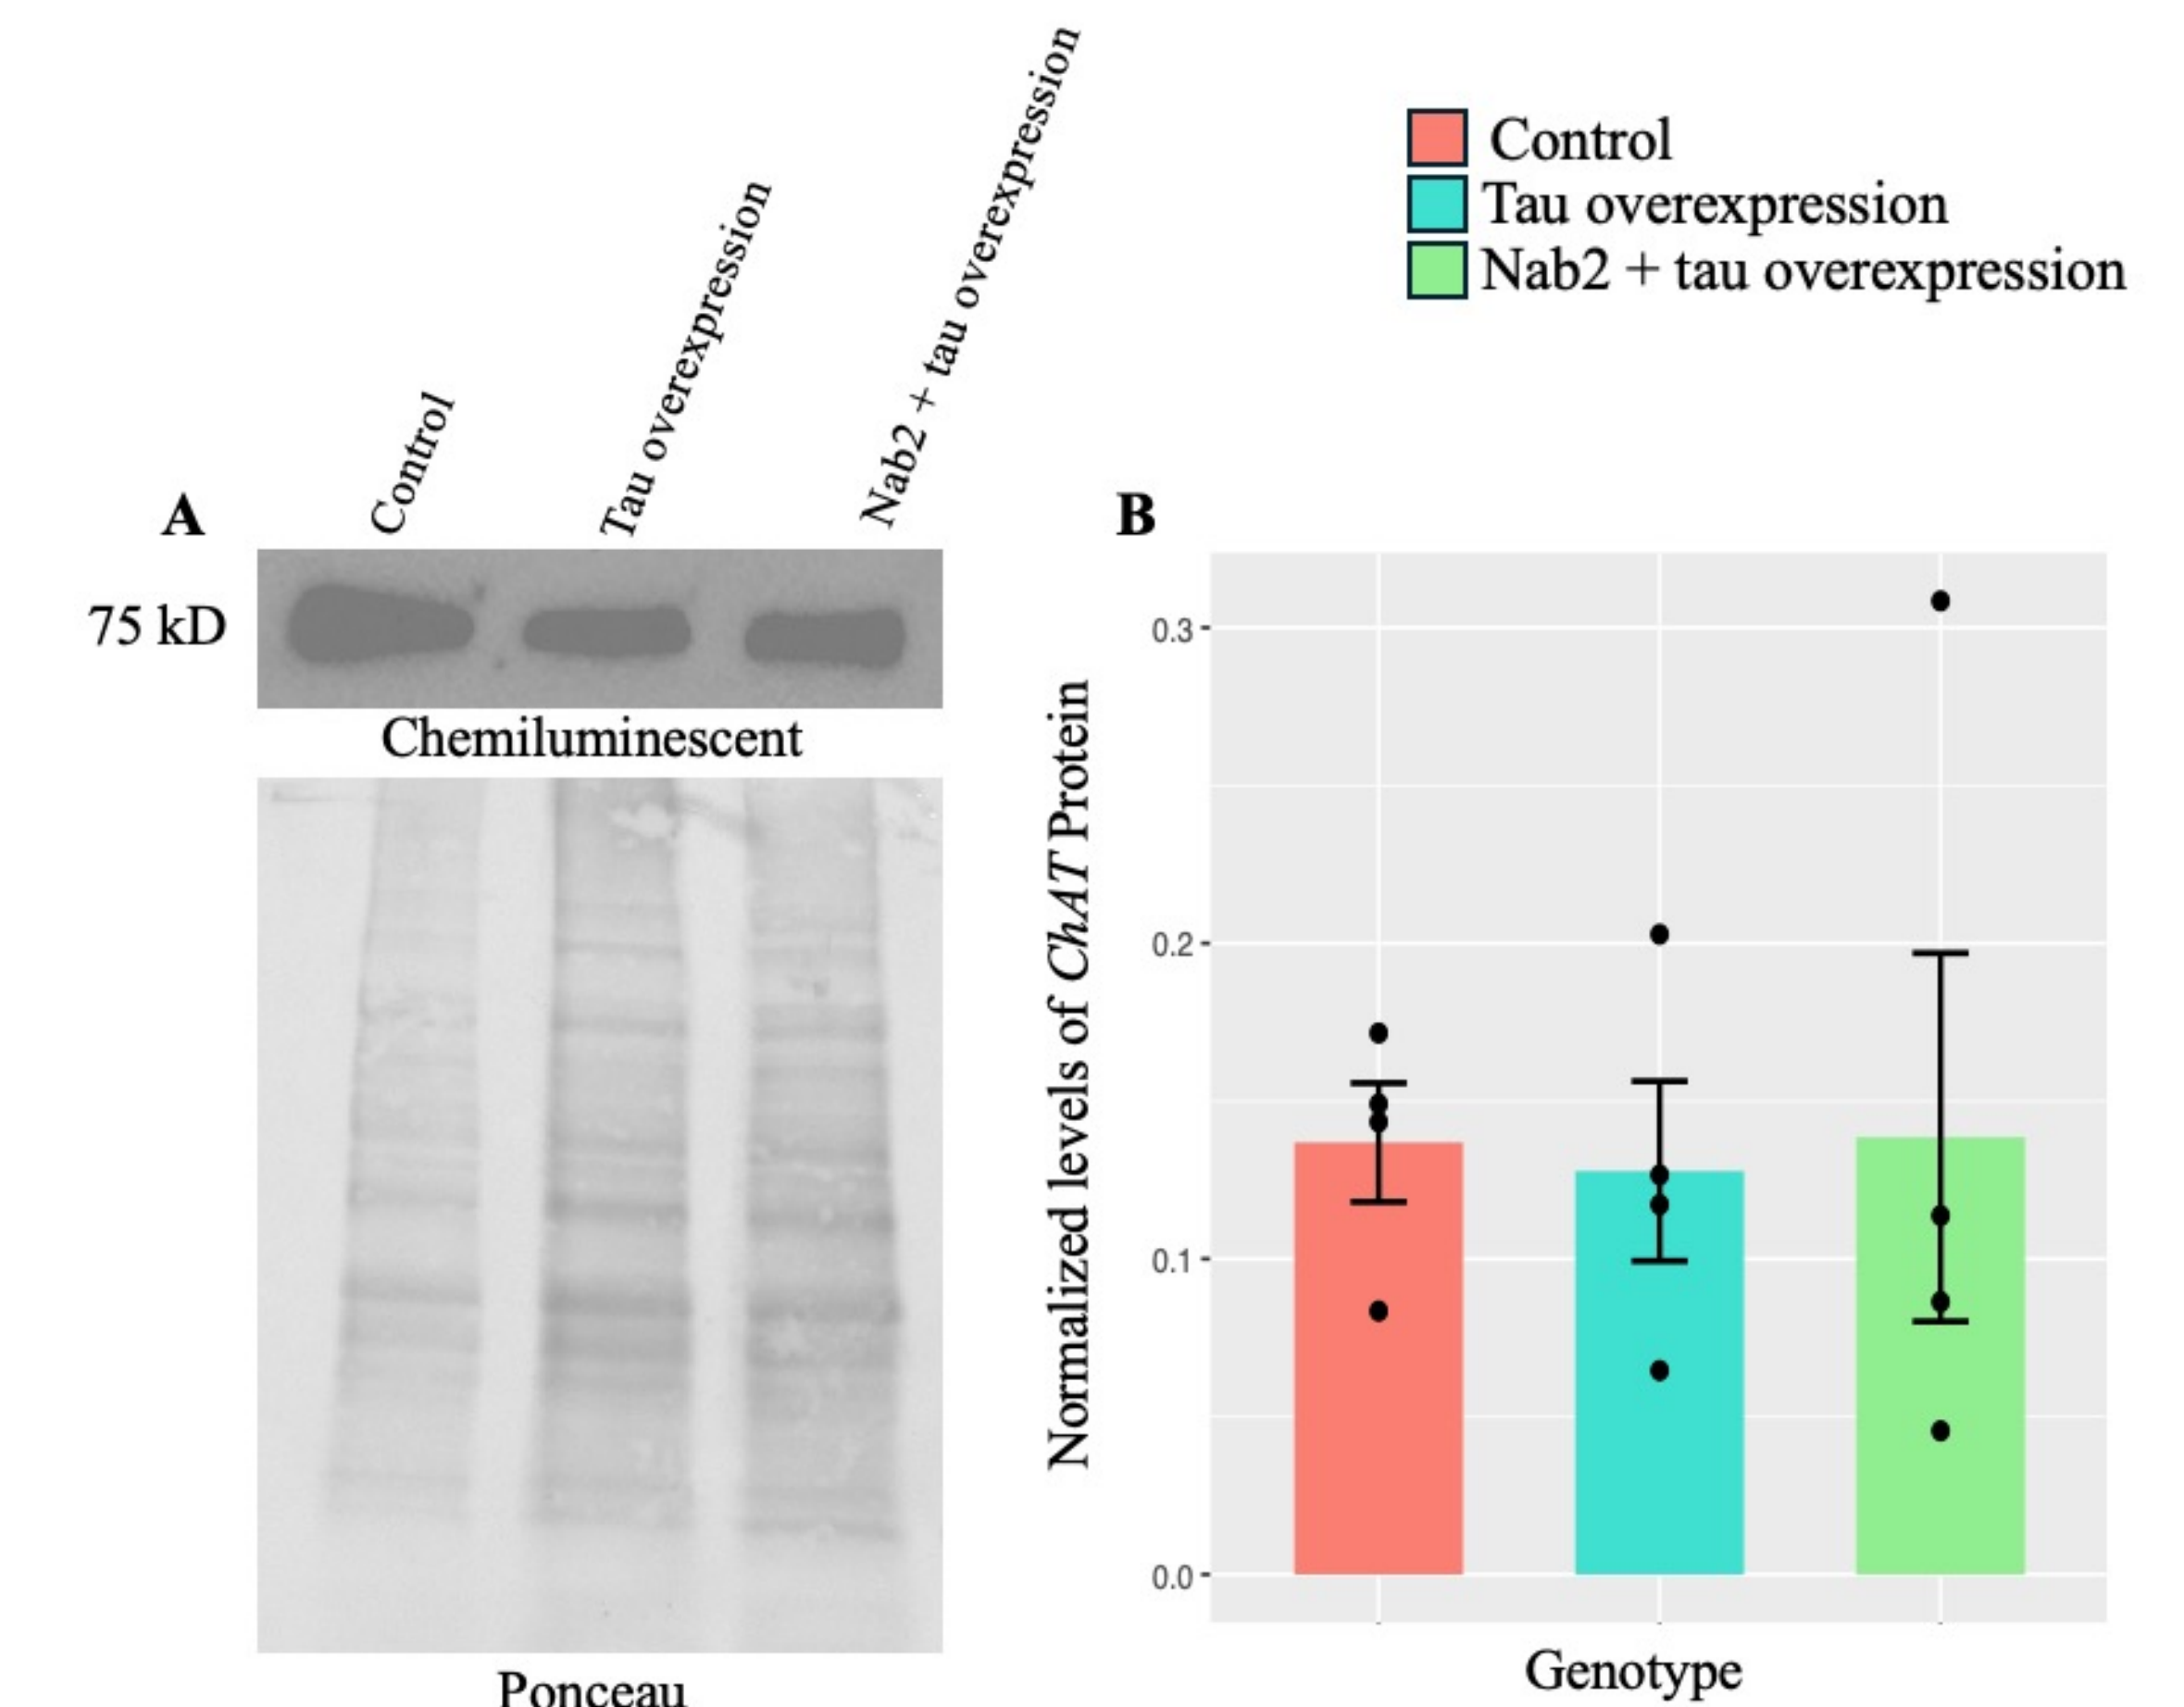 Control
Tau overexpression
Nab2 + tau overexpression
A
Control
Tau overexpression
Nab2 + tau overexpression
75 kD
Chemiluminescent
Ponceau
B
Normalized levels of ChAT Protein
0.3
0.2
0.1
0.0
Genotype